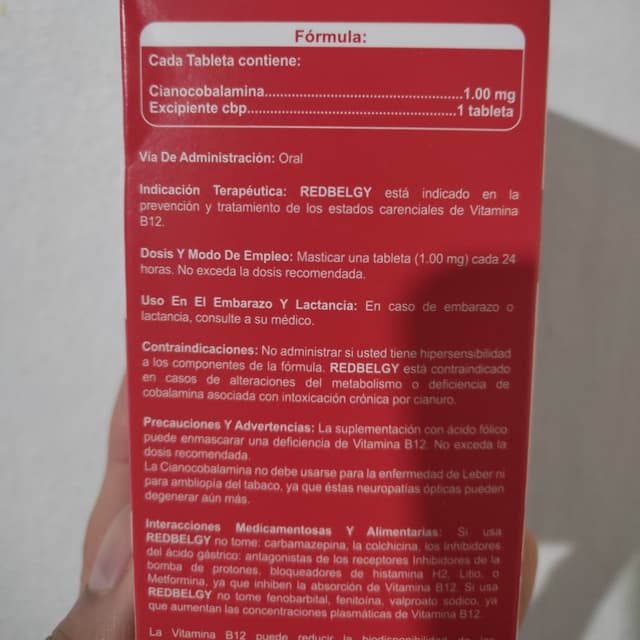 Fórmula:
Cada Tableta contiene:
Cianocobalamina..................................................1.00 mg
Excipiente cbp.....................................................1 tableta
Via De Administración: Oral
Indicación Terapéutica: REDBELGY está indicado en la
prevención y tratamiento de los estados carenciales de Vitamina
B12.
Dosis Y Modo De Empleo: Masticar una tableta (1.00 mg) cada 24
horas. No exceda la dosis recomendada.
Uso En El Embarazo Y Lactancia: En caso de embarazo o
lactancia, consulte a su médico.
Contraindicaciones: No administrar si usted tiene hipersensibilidad
a los componentes de la fórmula. REDBELGY está contraindicado
en casos de alteraciones del metabolismo o deficiencia de
cobalamina asociada con intoxicación crónica por cianuro.
Precauciones Y Advertencias: La suplementación con ácido fólico
puede enmascarar una deficiencia de Vitamina B12. No exceda la
dosis recomendada.
La Cianocobalamina no debe usarse para la enfermedad de Leber ni
para ambliopía del tabaco, ya que éstas neuropatías ópticas pueden
degenerar aún más.
Interacciones Medicamentosas Y Alimentarias: Si usa
REDBELGY no tome: carbamazepina, la colchicina, los inhibidores
del ácido gástrico: antagonistas de los receptores Inhibidores de la
bomba de protones, bloqueadores de histamina H2, Litio, o
Metformina, ya que inhiben la absorción de Vitamina B12. Si usa
REDBELGY no tome fenobarbital, fenitoína, valproato sódico, ya
que aumentan las concentraciones plasmáticas de Vitamina B12.
La Vitamina B12 puede reducir la biodisponibilidad de